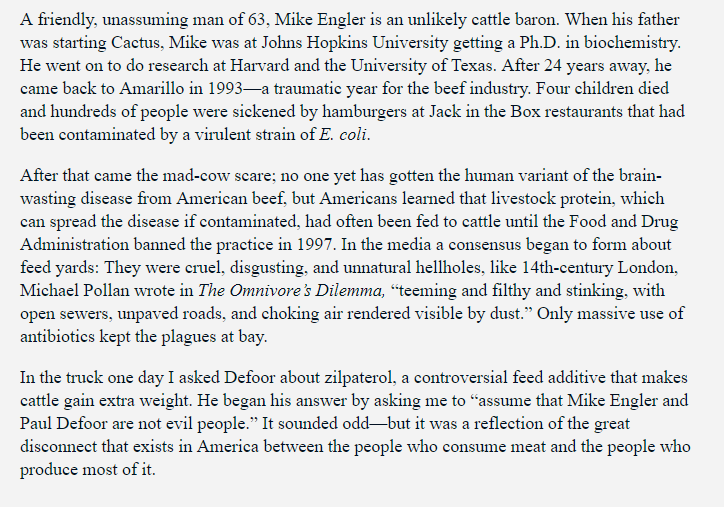 A friendly, unassuming man of 63, Mike Engler is an unlikely cattle baron. When his father
was starting Cactus, Mike was at Johns Hopkins University getting a Ph.D. in biochemistry.
He went on to do research at Harvard and the University of Texas. After 24 years away, he
came back to Amarillo in 1993—a traumatic year for the beef industry. Four children died
and hundreds of people were sickened by hamburgers at Jack in the Box restaurants that had
been contaminated by a virulent strain of E. coli.
After that came the mad-cow scare; no one yet has gotten the human variant of the brain-
wasting disease from American beef, but Americans learned that livestock protein, which
can spread the disease if contaminated, had often been fed to cattle until the Food and Drug
Administration banned the practice in 1997. In the media a consensus began to form about
feed yards: They were cruel, disgusting, and unnatural hellholes, like 14th-century London,
Michael Pollan wrote in The Omnivore's Dilemma, “teeming and filthy and stinking, with
open sewers, unpaved roads, and choking air rendered visible by dust.” Only massive use of
antibiotics kept the plagues at bay.
In the truck one day I asked Defoor about zilpaterol, a controversial feed additive that makes
cattle gain extra weight. He began his answer by asking me to “assume that Mike Engler and
Paul Defoor are not evil people.” It sounded odd—but it was a reflection of the great
disconnect that exists in America between the people who consume meat and the people who
produce most of it.